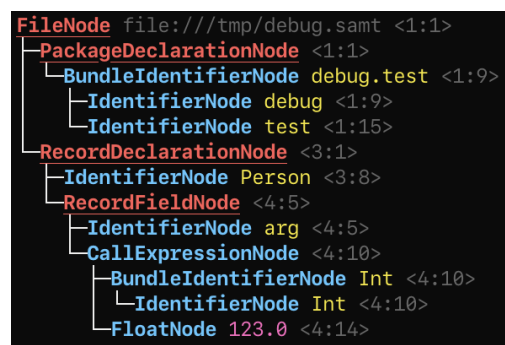 FileNode file:///tmp/debug.samt <1:1>
PackageDeclarationNode <1:1>
BundleIdentifierNode debug.test <1:9>
IdentifierNode debug <1:9>
IdentifierNode test <1:15>
RecordDeclarationNode <3:1>
IdentifierNode Person <3:8>
RecordFieldNode <4:5>
IdentifierNode arg <4:5>
CallExpressionNode <4:10>
BundleIdentifierNode Int <4:10>
IdentifierNode Int <4:10>
FloatNode 123.0 <4:14>